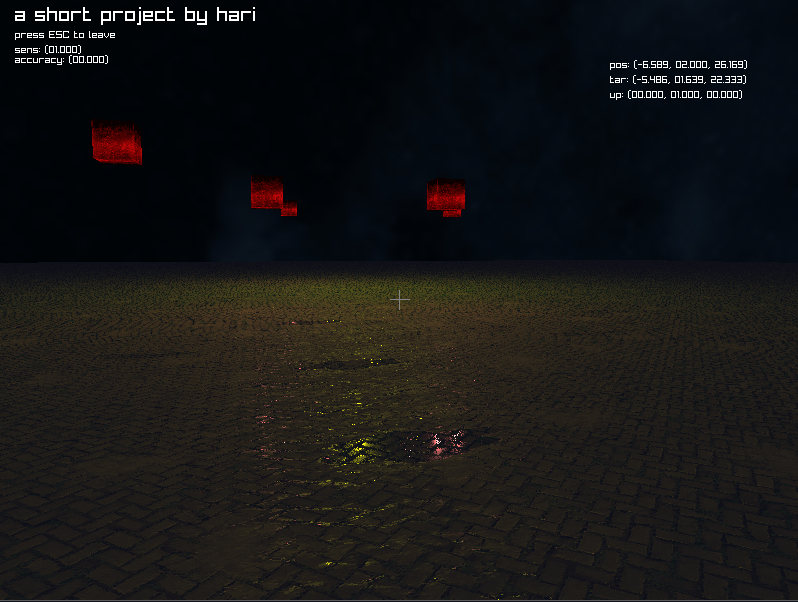 a short project by hari
press ESC to leave
sens: (01.000)
accuracy: (00.000)
pos: (-6.589, 02.000, 26.169)
tar: (-5.486, 01.639, 22.333)
up: (00.000, 01.000, 00.000)